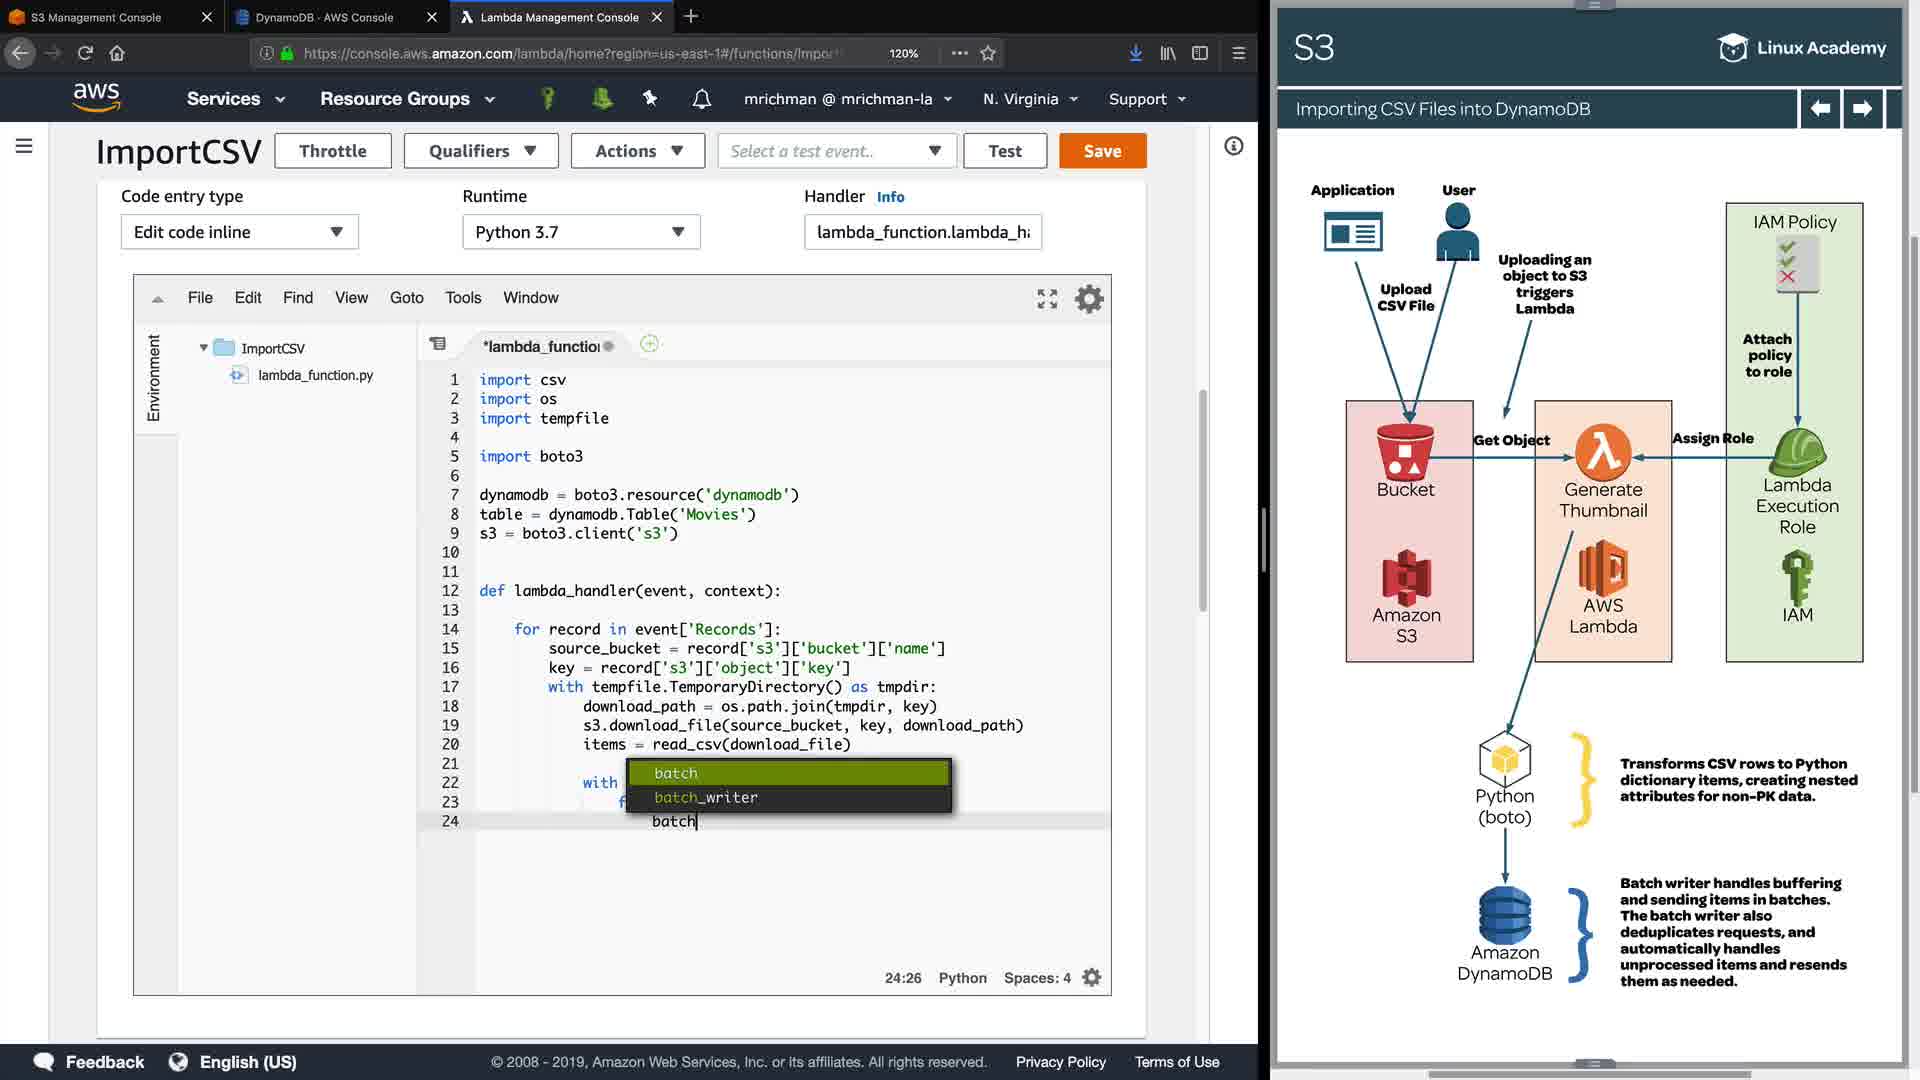 S3 Management Console
DynamoDB · AWS Console
Lambda Management Console
https://console.aws.amazon.com/lambda/home?region=us-east-1#/functions/Impor
120%
aws
Services
Resource Groups
mrichman @ mrichman-la
N. Virginia
Support
ImportCSV
Throttle
Qualifiers
Actions
Select a test event..
Test
Save
Code entry type
Runtime
Handler Info
Edit code inline
Python 3.7
lambda_function.lambda_ha
File Edit Find View Goto Tools Window
Environment
ImportCSV
lambda_function.py
*lambda_function
1 import csv
2 import os
3 import tempfile
4
5 import boto3
6
7 dynamodb = boto3.resource('dynamodb')
8 table = dynamodb.Table('Movies')
9 s3 = boto3.client('s3')
10
11
12 def lambda_handler(event, context):
13
14 for record in event['Records']:
15 source_bucket = record['s3']['bucket']['name']
16 key = record['s3']['object']['key']
17 with tempfile.TemporaryDirectory() as tmpdir:
18 download_path = os.path.join(tmpdir, key)
19 s3.download_file(source_bucket, key, download_path)
20 items = read_csv(download_file)
21
22 with
23 f
24 batch
batch
batch_writer
24:26 Python Spaces: 4
Feedback
English (US)
© 2008 - 2019, Amazon Web Services, Inc. or its affiliates. All rights reserved.
Privacy Policy
Terms of Use
S3
Linux Academy
Importing CSV Files into DynamoDB
Application
User
Upload
CSV File
Uploading an
object to S3
triggers
Lambda
IAM Policy
Attach
policy
to role
Get Object
Assign Role
Bucket
Generate
Thumbnail
Lambda
Execution
Role
Amazon
S3
AWS
Lambda
IAM
Python
(boto)
Transforms CSV rows to Python
dictionary items, creating nested
attributes for non-PK data.
Amazon
DynamoDB
Batch writer handles buffering
and sending items in batches.
The batch writer also
deduplicates requests, and
automatically handles
unprocessed items and resends
them as needed.